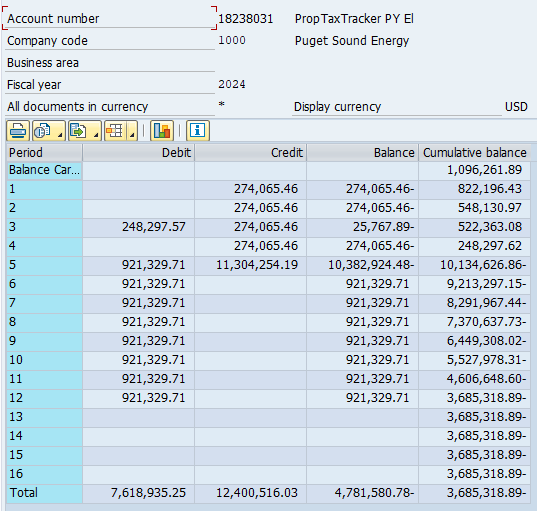 Account number 18238031 PropTaxTracker PY El
Company code 1000 Puget Sound Energy
Business area
Fiscal year 2024
All documents in currency * Display currency USD
Period Debit Credit Balance Cumulative balance
Balance Car... 1,096,261.89
1 274,065.46 274,065.46- 822,196.43
2 274,065.46 274,065.46- 548,130.97
3 248,297.57 274,065.46 25,767.89- 522,363.08
4 274,065.46 274,065.46- 248,297.62
5 921,329.71 11,304,254.19 10,382,924.48- 10,134,626.86-
6 921,329.71 921,329.71 9,213,297.15-
7 921,329.71 921,329.71 8,291,967.44-
8 921,329.71 921,329.71 7,370,637.73-
9 921,329.71 921,329.71 6,449,308.02-
10 921,329.71 921,329.71 5,527,978.31-
11 921,329.71 921,329.71 4,606,648.60-
12 921,329.71 921,329.71 3,685,318.89-
13 3,685,318.89-
14 3,685,318.89-
15 3,685,318.89-
16 3,685,318.89-
Total 7,618,935.25 12,400,516.03 4,781,580.78- 3,685,318.89-